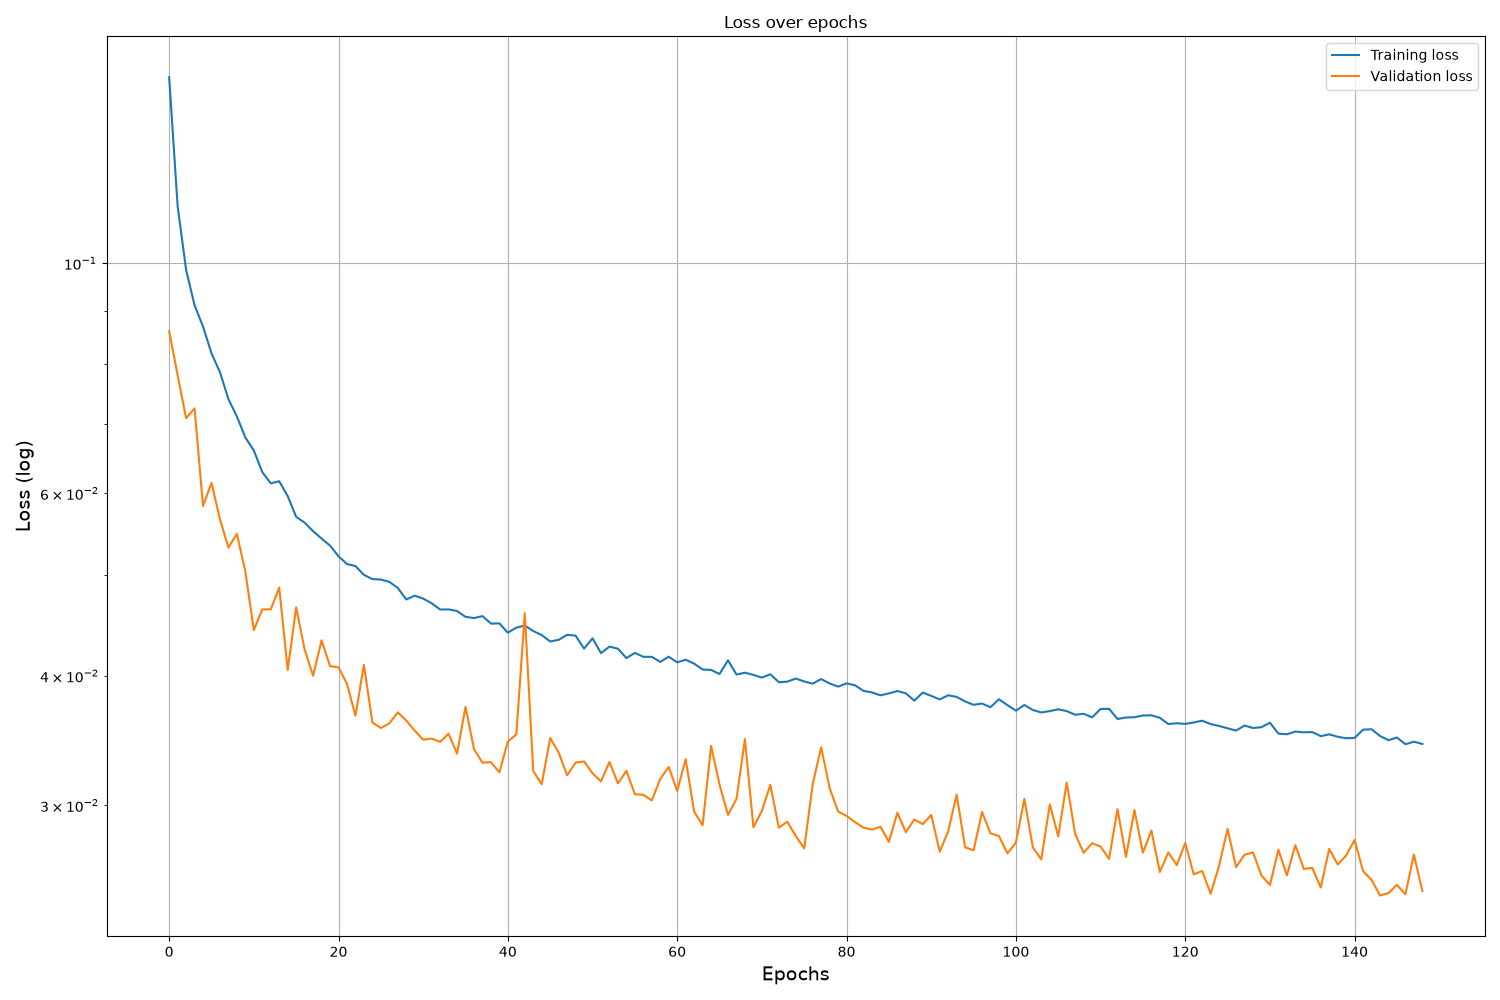 Loss over epochs
Training loss
Validation loss
10⁻¹
6 × 10⁻²
4 × 10⁻²
3 × 10⁻²
Loss (log)
0 20 40 60 80 100 120 140
Epochs